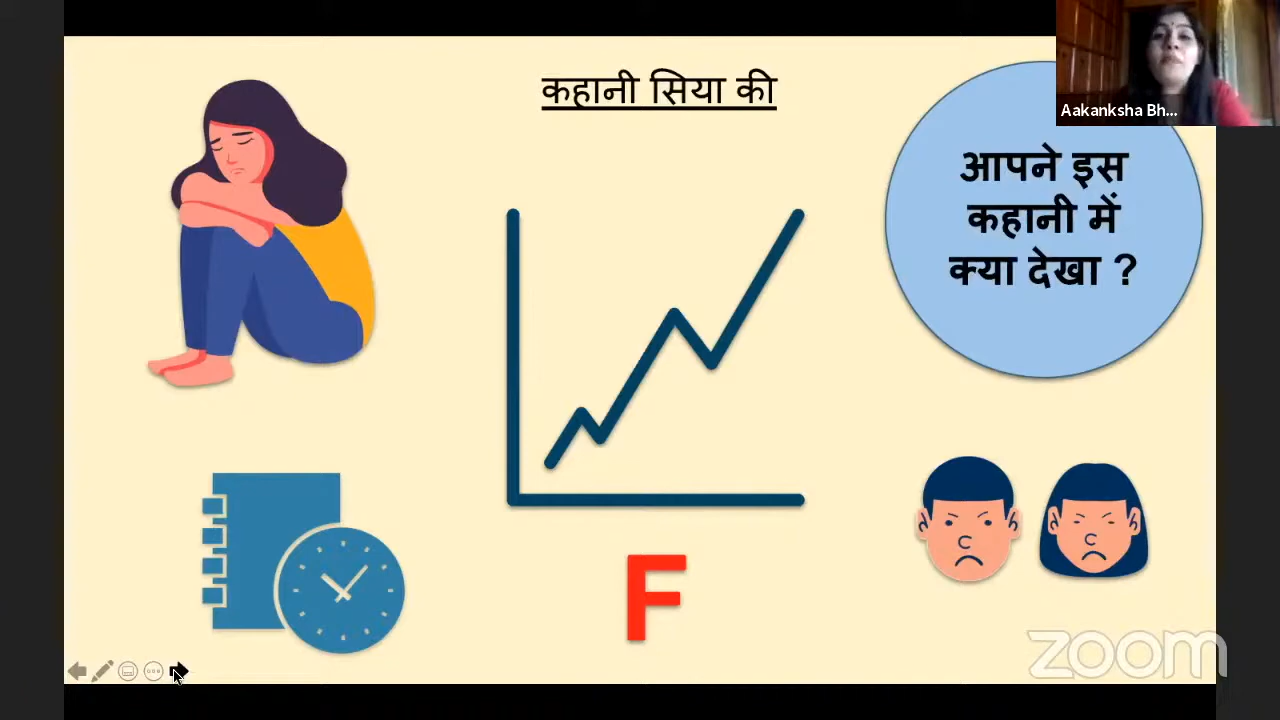 कहानी सिया की
Aakanksha Bh...
आपने इस
कहानी में
क्या देखा ?
F
zoom